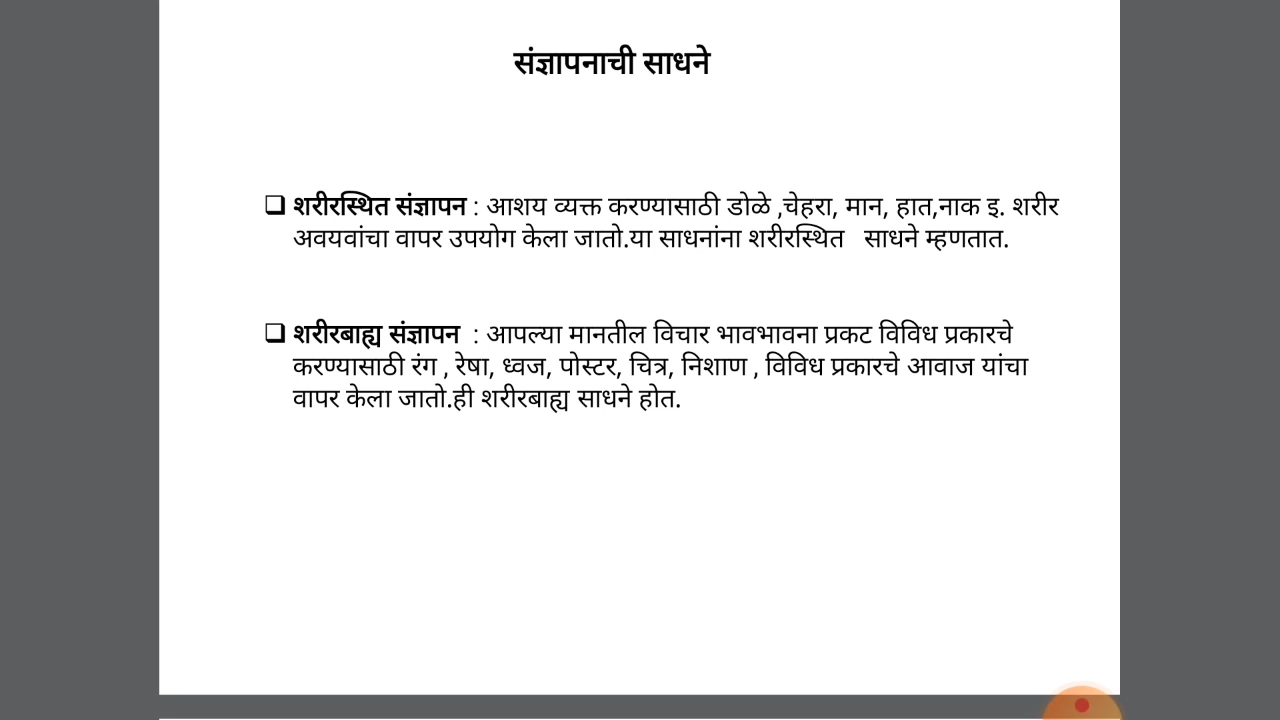 संज्ञापनाची साधने
❑ शरीरस्थित संज्ञापन : आशय व्यक्त करण्यासाठी डोळे ,चेहरा, मान, हात,नाक इ. शरीर
अवयवांचा वापर उपयोग केला जातो.या साधनांना शरीरस्थित साधने म्हणतात.
❑ शरीरबाह्य संज्ञापन : आपल्या मानतील विचार भावभावना प्रकट विविध प्रकारचे
करण्यासाठी रंग , रेषा, ध्वज, पोस्टर, चित्र, निशाण , विविध प्रकारचे आवाज यांचा
वापर केला जातो.ही शरीरबाह्य साधने होत.